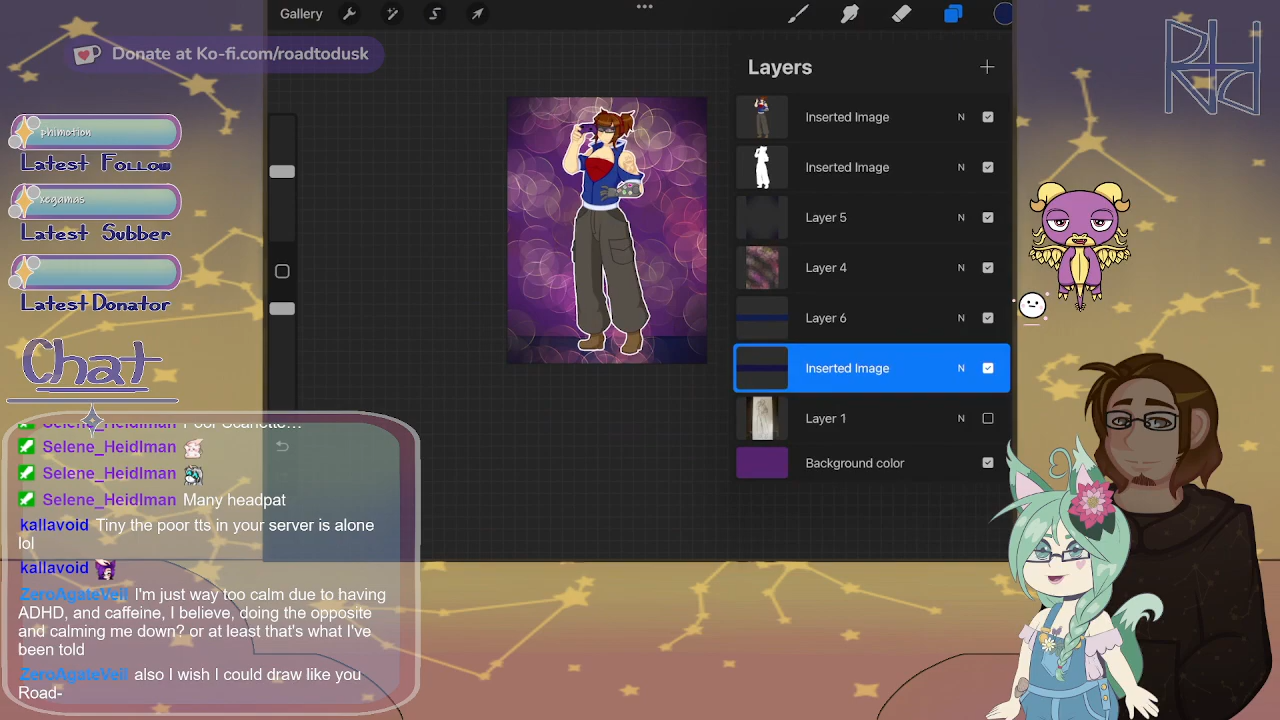 Gallery
Donate at Ko-fi.com/roadtodusk
phimotion
Latest Follow
xcgamas
Latest Subber
Latest Donator
Chat
Selene_Heidlman
Selene_Heidlman
Selene_Heidlman Many headpat
kallavoid Tiny the poor tts in your server is alone
lol
kallavoid
ZeroAgateVeil I'm just way too calm due to having
ADHD, and caffeine, I believe, doing the opposite
and calming me down? or at least that's what I've
been told
ZeroAgateVeil also I wish I could draw like you
Road-
Layers
Inserted Image N
Inserted Image N
Layer 5 N
Layer 4 N
Layer 6 N
Inserted Image N
Layer 1 N
Background color